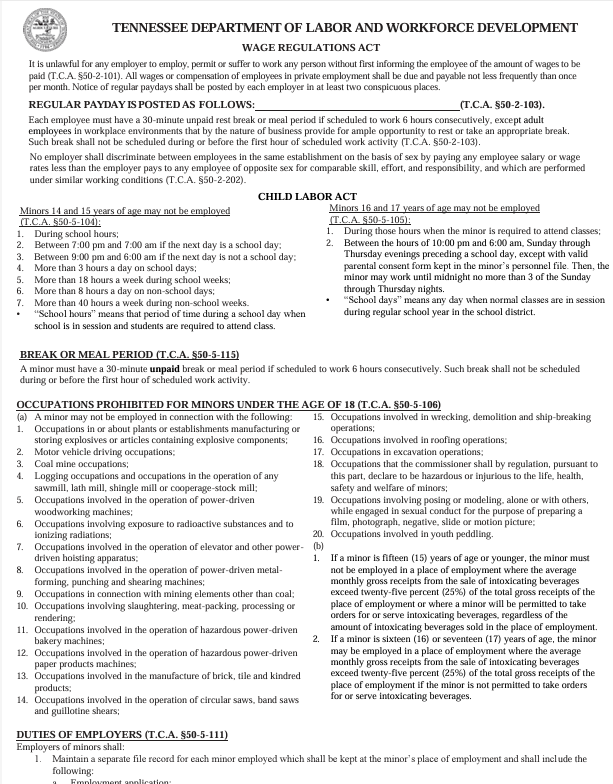 TENNESSEE DEPARTMENT OF LABOR AND WORKFORCE DEVELOPMENT
WAGE REGULATIONS ACT
It is unlawful for any employer to employ, permit or suffer to work any person without first informing the employee of the amount of wages to be
paid (T.C.A. §50-2-101). All wages or compensation of employees in private employment shall be due and payable not less frequently than once
per month. Notice of regular paydays shall be posted by each employer in at least two conspicuous places.
REGULAR PAYDAY IS POSTED AS FOLLOWS: (T.C.A. §50-2-103).
Each employee must have a 30-minute unpaid rest break or meal period if scheduled to work 6 hours consecutively, except adult
employees in workplace environments that by the nature of business provide for ample opportunity to rest or take an appropriate break.
Such break shall not be scheduled during or before the first hour of scheduled work activity (T.C.A. §50-2-103).
No employer shall discriminate between employees in the same establishment on the basis of sex by paying any employee salary or wage
rates less than the employer pays to any employee of opposite sex for comparable skill, effort, and responsibility, and which are performed
under similar working conditions (T.C.A. §50-2-202).
CHILD LABOR ACT
Minors 14 and 15 years of age may not be employed
(T.C.A. §50-5-104):
1. During school hours;
2. Between 7:00 pm and 7:00 am if the next day is a school day;
3. Between 9:00 pm and 6:00 am if the next day is not a school day;
4. More than 3 hours a day on school days;
5. More than 18 hours a week during school weeks;
6. More than 8 hours a day on non-school days;
7. More than 40 hours a week during non-school weeks.
• “School hours” means that period of time during a school day when
school is in session and students are required to attend class.
Minors 16 and 17 years of age may not be employed
(T.C.A. §50-5-105):
1. During those hours when the minor is required to attend classes;
2. Between the hours of 10:00 pm and 6:00 am, Sunday through
Thursday evenings preceding a school day, except with valid
parental consent form kept in the minor's personnel file. Then, the
minor may work until midnight no more than 3 of the Sunday
through Thursday nights.
• “School days” means any day when normal classes are in session
during regular school year in the school district.
BREAK OR MEAL PERIOD (T.C.A. §50-5-115)
A minor must have a 30-minute unpaid break or meal period if scheduled to work 6 hours consecutively. Such break shall not be scheduled
during or before the first hour of scheduled work activity.
OCCUPATIONS PROHIBITED FOR MINORS UNDER THE AGE OF 18 (T.C.A. §50-5-106)
(a) A minor may not be employed in connection with the following:
1. Occupations in or about plants or establishments manufacturing or
storing explosives or articles containing explosive components;
2. Motor vehicle driving occupations;
3. Coal mine occupations;
4. Logging occupations and occupations in the operation of any
sawmill, lath mill, shingle mill or cooperage-stock mill;
5. Occupations involved in the operation of power-driven
woodworking machines;
6. Occupations involving exposure to radioactive substances and to
ionizing radiations;
7. Occupations involved in the operation of elevator and other power-
driven hoisting apparatus;
8. Occupations involved in the operation of power-driven metal-
forming, punching and shearing machines;
9. Occupations in connection with mining elements other than coal;
10. Occupations involving slaughtering, meat-packing, processing or
rendering;
11. Occupations involved in the operation of hazardous power-driven
bakery machines;
12. Occupations involved in the operation of hazardous power-driven
paper products machines;
13. Occupations involved in the manufacture of brick, tile and kindred
products;
14. Occupations involved in the operation of circular saws, band saws
and guillotine shears;
15. Occupations involved in wrecking, demolition and ship-breaking
operations;
16. Occupations involved in roofing operations;
17. Occupations in excavation operations;
18. Occupations that the commissioner shall by regulation, pursuant to
this part, declare to be hazardous or injurious to the life, health,
safety and welfare of minors;
19. Occupations involving posing or modeling, alone or with others,
while engaged in sexual conduct for the purpose of preparing a
film, photograph, negative, slide or motion picture;
20. Occupations involved in youth peddling.
(b)
1. If a minor is fifteen (15) years of age or younger, the minor must
not be employed in a place of employment where the average
monthly gross receipts from the sale of intoxicating beverages
exceed twenty-five percent (25%) of the total gross receipts of the
place of employment or where a minor will be permitted to take
orders for or serve intoxicating beverages, regardless of the
amount of intoxicating beverages sold in the place of employment.
2. If a minor is sixteen (16) or seventeen (17) years of age, the minor
may be employed in a place of employment where the average
monthly gross receipts from the sale of intoxicating beverages
exceed twenty-five percent (25%) of the total gross receipts of the
place of employment if the minor is not permitted to take orders
for or serve intoxicating beverages.
DUTIES OF EMPLOYERS (T.C.A. §50-5-111)
Employers of minors shall:
1. Maintain a separate file record for each minor employed which shall be kept at the minor's place of employment and shall include the
following:
a. Employment application;